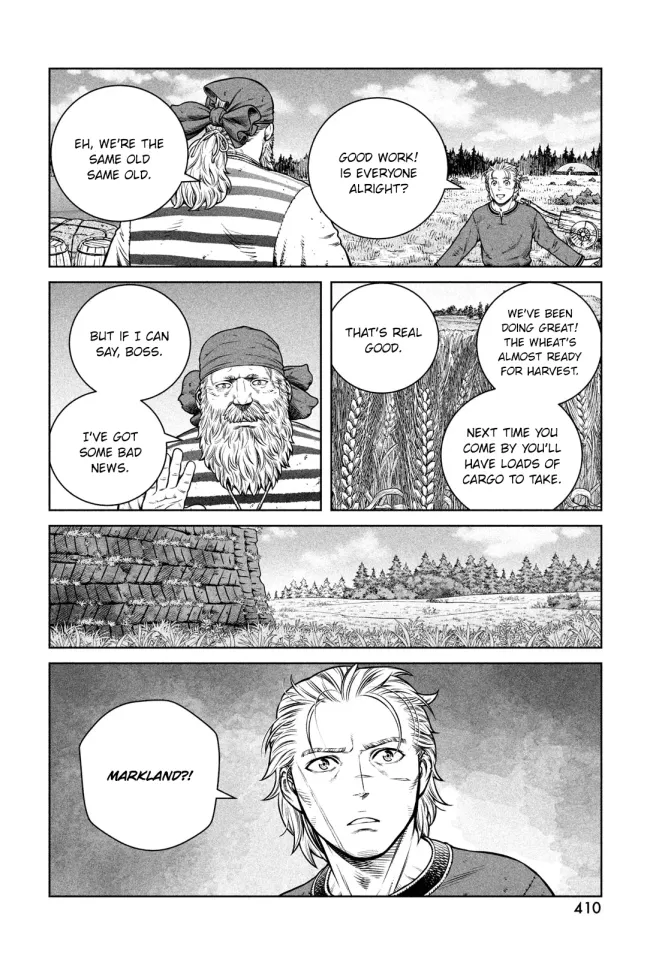 GOOD WORK!
IS EVERYONE
ALRIGHT?
EH, WE'RE THE
SAME OLD
SAME OLD.
WE'VE BEEN
DOING GREAT!
THE WHEAT'S
ALMOST READY
FOR HARVEST.
NEXT TIME YOU
COME BY YOU'LL
HAVE LOADS OF
CARGO TO TAKE.
THAT'S REAL
GOOD.
BUT IF I CAN
SAY, BOSS.
I'VE GOT
SOME BAD
NEWS.
MARKLAND?!
410